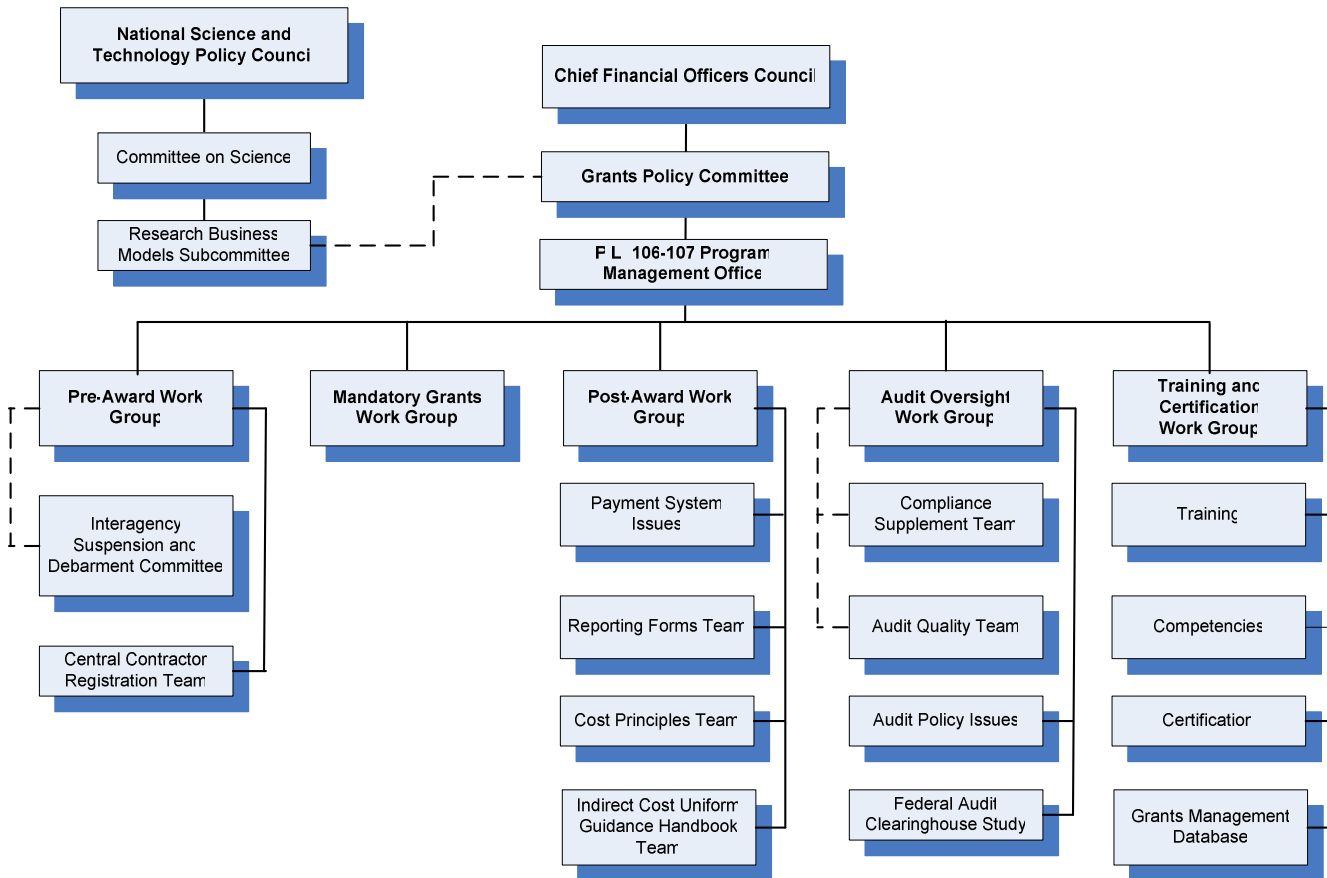 National Science and
Technology Policy Counci
Chief Financial Officers Council
Committee on Science
Grants Policy Committee
Research Business
Models Subcommittee
P L 106-107 Program
Management Office
Pre-Award Work
Group
Mandatory Grants
Work Group
Post-Award Work
Group
Audit Oversight
Work Group
Training and
Certification
Work Group
Interagency
Suspension and
Debarment Committee
Payment System
Issues
Compliance
Supplement Team
Training
Reporting Forms Team
Audit Quality Team
Competencies
Central Contractor
Registration Team
Cost Principles Team
Audit Policy Issues
Certification
Indirect Cost Uniform
Guidance Handbook
Team
Federal Audit
Clearinghouse Study
Grants Management
Database